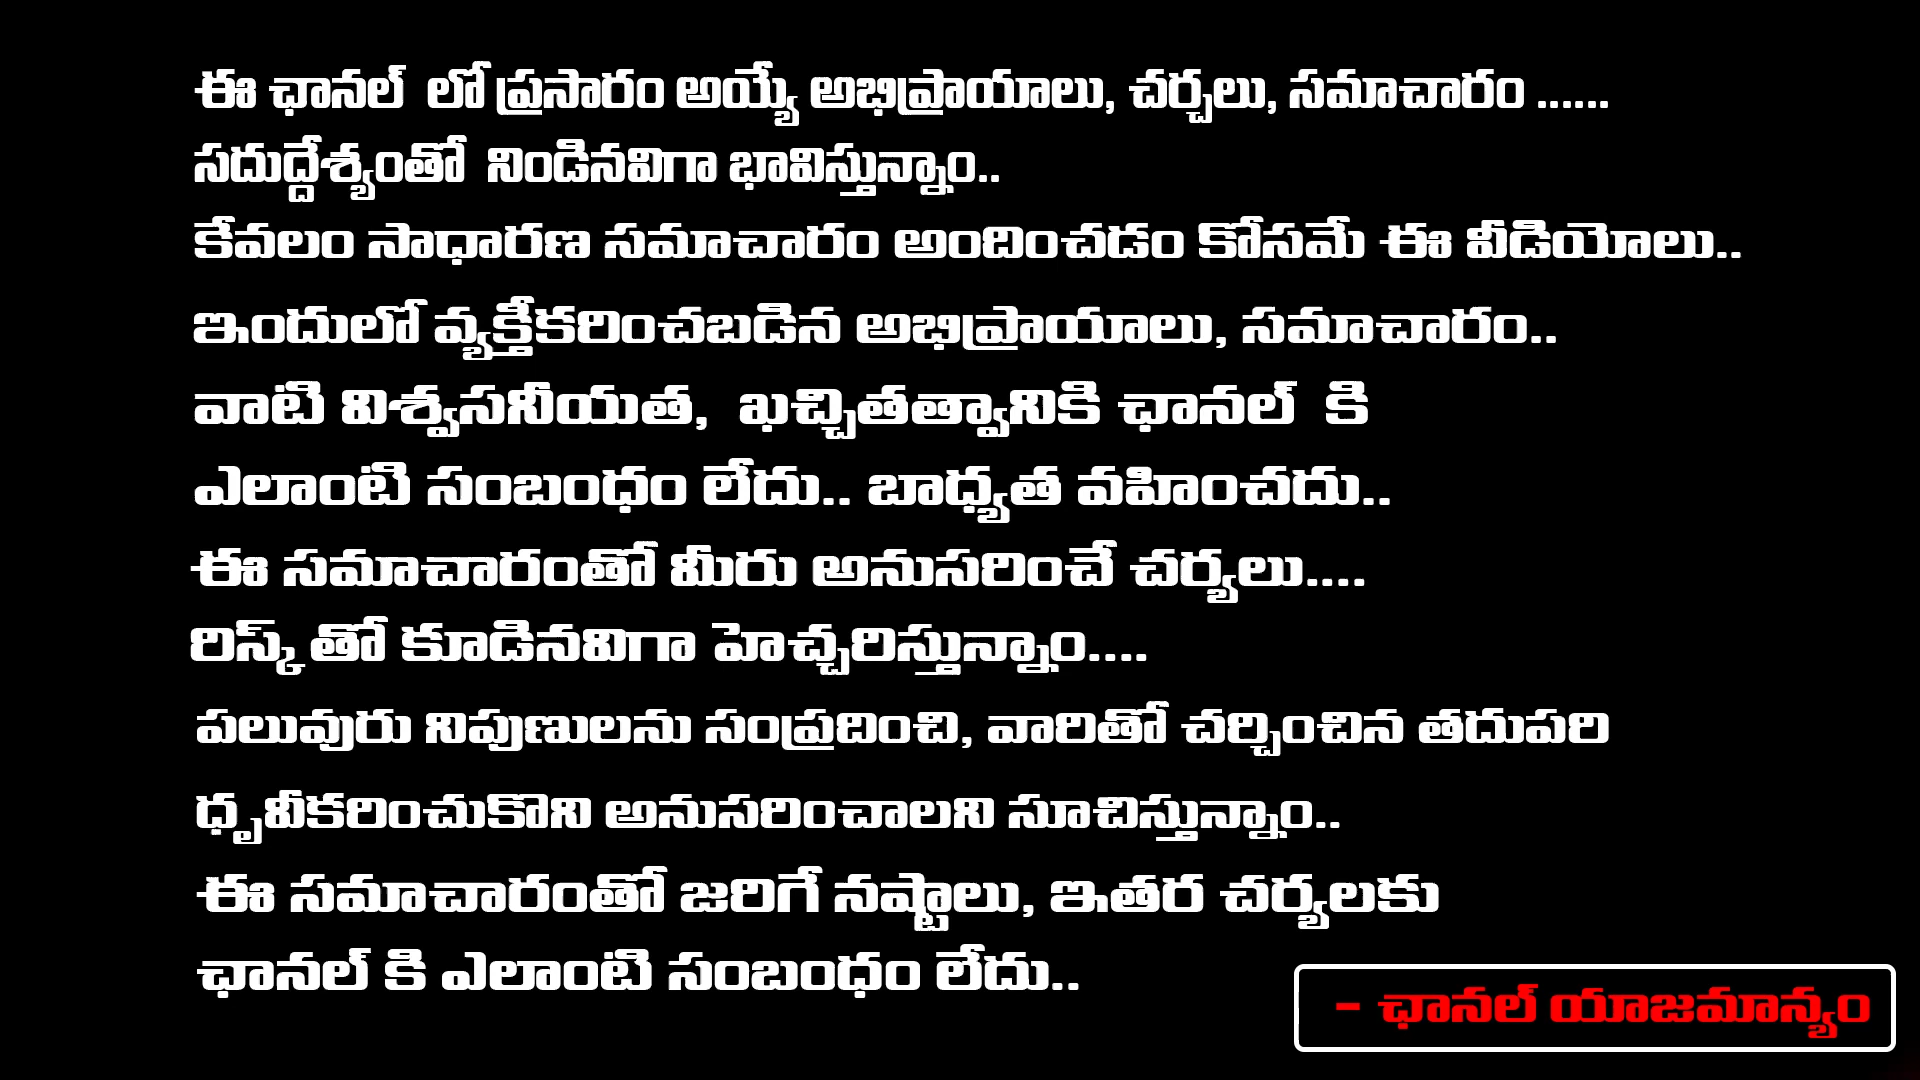 ఈ ఛానల్ లో ప్రసారం అయ్యే అభిప్రాయాలు, చర్చలు, సమాచారం ......
సదుద్దేశ్యంతో నిండినవిగా భావిస్తున్నాం..
కేవలం సాధారణ సమాచారం అందించడం కోసమే ఈ వీడియోలు..
ఇందులో వ్యక్తీకరించబడిన అభిప్రాయాలు, సమాచారం..
వాటి విశ్వసనీయత, ఖచ్చితత్వానికి ఛానల్ కి
ఎలాంటి సంబంధం లేదు.. బాధ్యత వహించదు..
ఈ సమాచారంతో మీరు అనుసరించే చర్యలు....
రిస్క్ తో కూడినవిగా హెచ్చరిస్తున్నాం....
పలువురు నిపుణులను సంప్రదించి, వారితో చర్చించిన తదుపరి
ధృవీకరించుకొని అనుసరించాలని సూచిస్తున్నాం..
ఈ సమాచారంతో జరిగే నష్టాలు, ఇతర చర్యలకు
ఛానల్ కి ఎలాంటి సంబంధం లేదు..
- ఛానల్ యాజమాన్యం